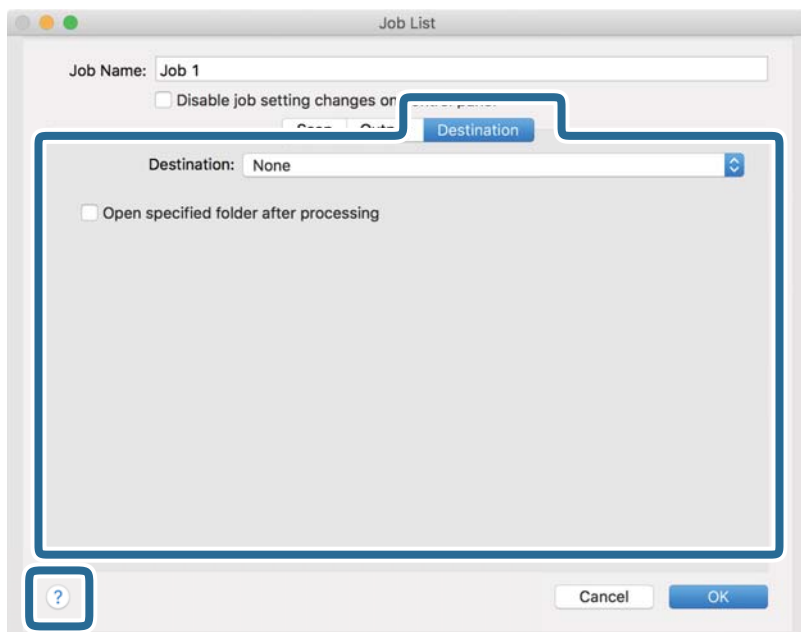 Job List
Job Name: Job 1
Disable job setting changes on
Destination
Destination: None
Open specified folder after processing
?
Cancel
OK